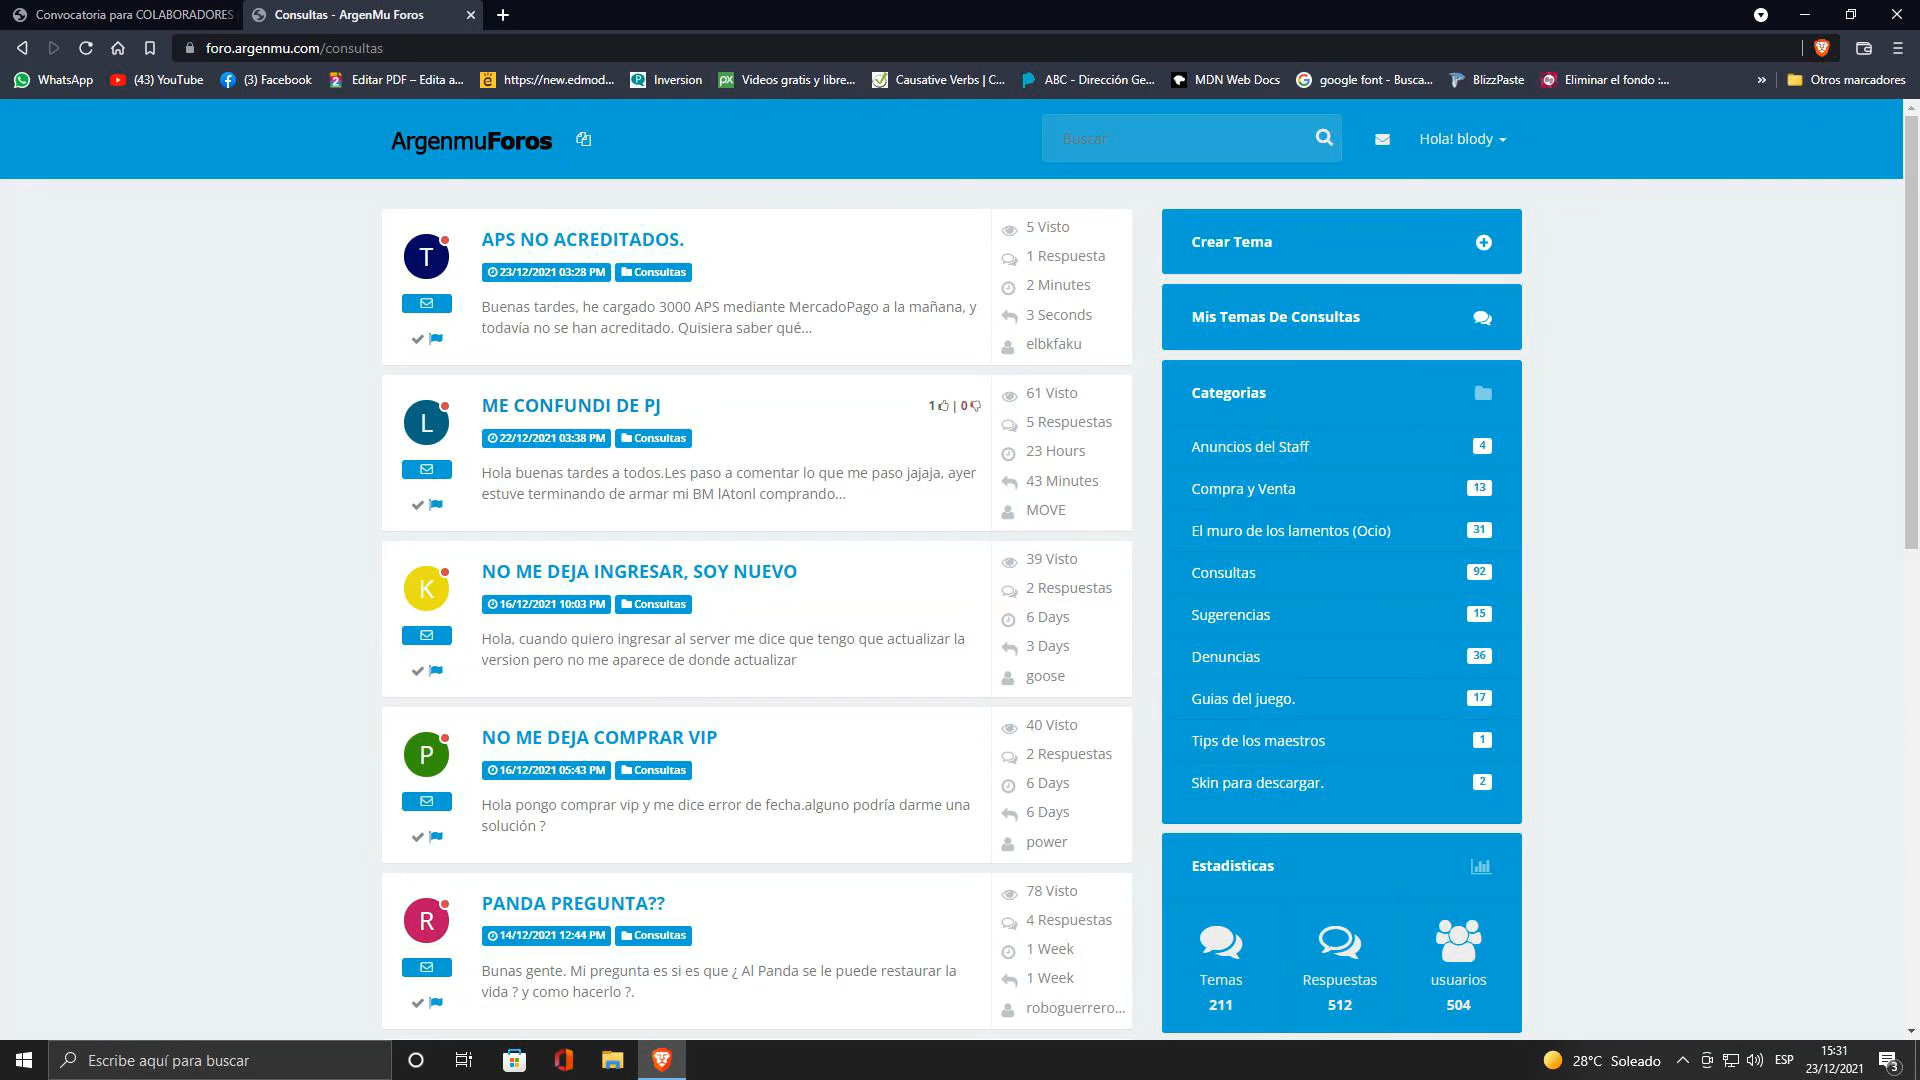 Convocatoria para COLABORADORES
Consultas - ArgenMu Foros
foro.argenmu.com/consultas
WhatsApp
(43) YouTube
(3) Facebook
Editar PDF – Edita a...
https://new.edmod...
Inversion
Videos gratis y libre...
Causative Verbs | C...
ABC - Dirección Ge...
MDN Web Docs
google font - Busca...
BlizzPaste
Eliminar el fondo :...
»
Otros marcadores
ArgenmuForos
Buscar
Hola! blody
T
APS NO ACREDITADOS.
23/12/2021 03:28 PM
Consultas
Buenas tardes, he cargado 3000 APS mediante MercadoPago a la mañana, y
todavía no se han acreditado. Quisiera saber qué...
5 Visto
1 Respuesta
2 Minutes
3 Seconds
elbkfaku
L
ME CONFUNDI DE PJ
1 | 0
22/12/2021 03:38 PM
Consultas
Hola buenas tardes a todos.Les paso a comentar lo que me paso jajaja, ayer
estuve terminando de armar mi BM lAtonl comprando...
61 Visto
5 Respuestas
23 Hours
43 Minutes
MOVE
K
NO ME DEJA INGRESAR, SOY NUEVO
16/12/2021 10:03 PM
Consultas
Hola, cuando quiero ingresar al server me dice que tengo que actualizar la
version pero no me aparece de donde actualizar
39 Visto
2 Respuestas
6 Days
3 Days
goose
P
NO ME DEJA COMPRAR VIP
16/12/2021 05:43 PM
Consultas
Hola pongo comprar vip y me dice error de fecha.alguno podría darme una
solución ?
40 Visto
2 Respuestas
6 Days
6 Days
power
R
PANDA PREGUNTA??
14/12/2021 12:44 PM
Consultas
Bunas gente. Mi pregunta es si es que ¿ Al Panda se le puede restaurar la
vida ? y como hacerlo ?.
78 Visto
4 Respuestas
1 Week
1 Week
roboguerrero...
Crear Tema
Mis Temas De Consultas
Categorias
Anuncios del Staff 4
Compra y Venta 13
El muro de los lamentos (Ocio) 31
Consultas 92
Sugerencias 15
Denuncias 36
Guias del juego. 17
Tips de los maestros 1
Skin para descargar. 2
Estadisticas
Temas
211
Respuestas
512
usuarios
504
Escribe aquí para buscar
28°C Soleado
ESP
15:31
23/12/2021
3